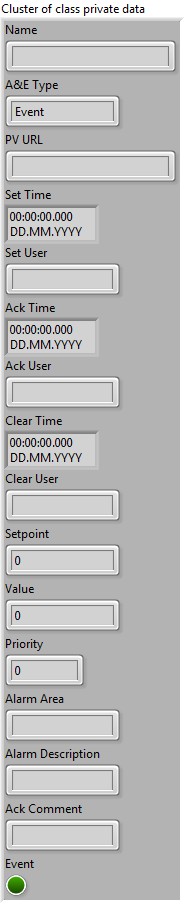 Cluster of class private data
Name
A&E Type
Event
PV URL
Set Time
00:00:00.000
DD.MM.YYYY
Set User
Ack Time
00:00:00.000
DD.MM.YYYY
Ack User
Clear Time
00:00:00.000
DD.MM.YYYY
Clear User
Setpoint
0
Value
0
Priority
0
Alarm Area
Alarm Description
Ack Comment
Event